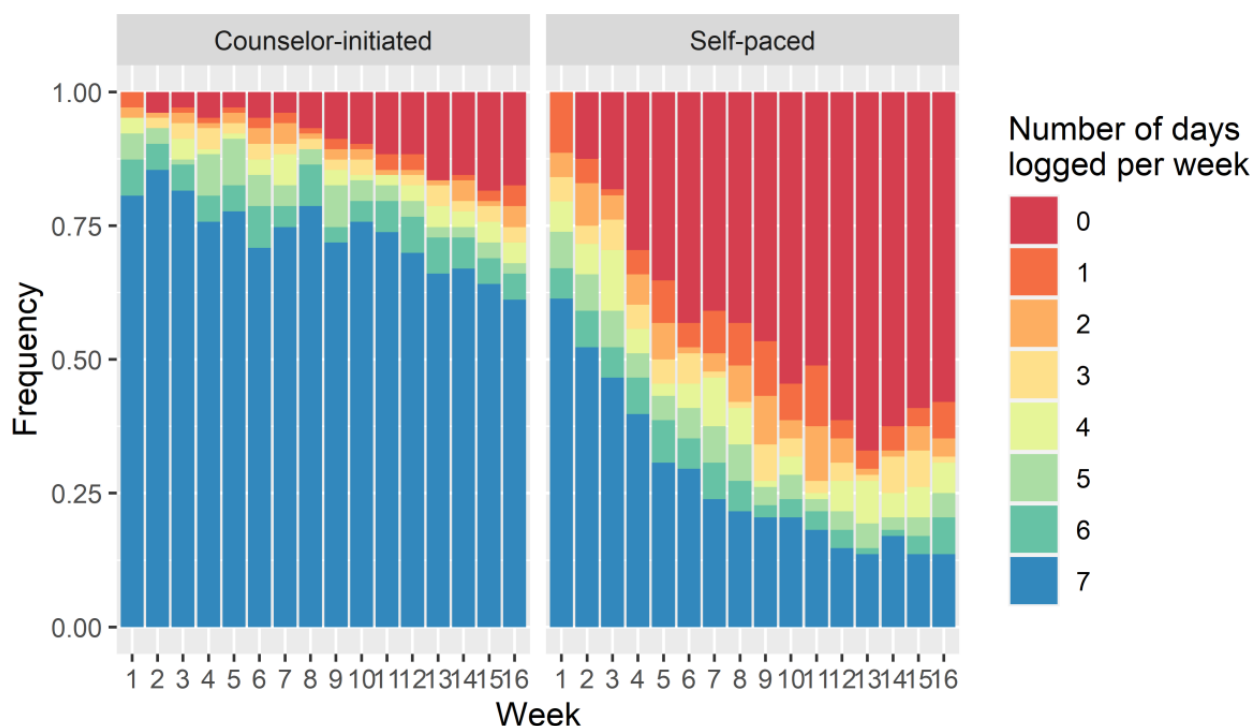 Counselor-initiated Self-paced
1.00
0.75
0.50
0.25
0.00
Frequency
1 2 3 4 5 6 7 8 9 10 11 12 13 14 15 16 1 2 3 4 5 6 7 8 9 10 11 12 13 14 15 16
Week
Number of days
logged per week
0
1
2
3
4
5
6
7